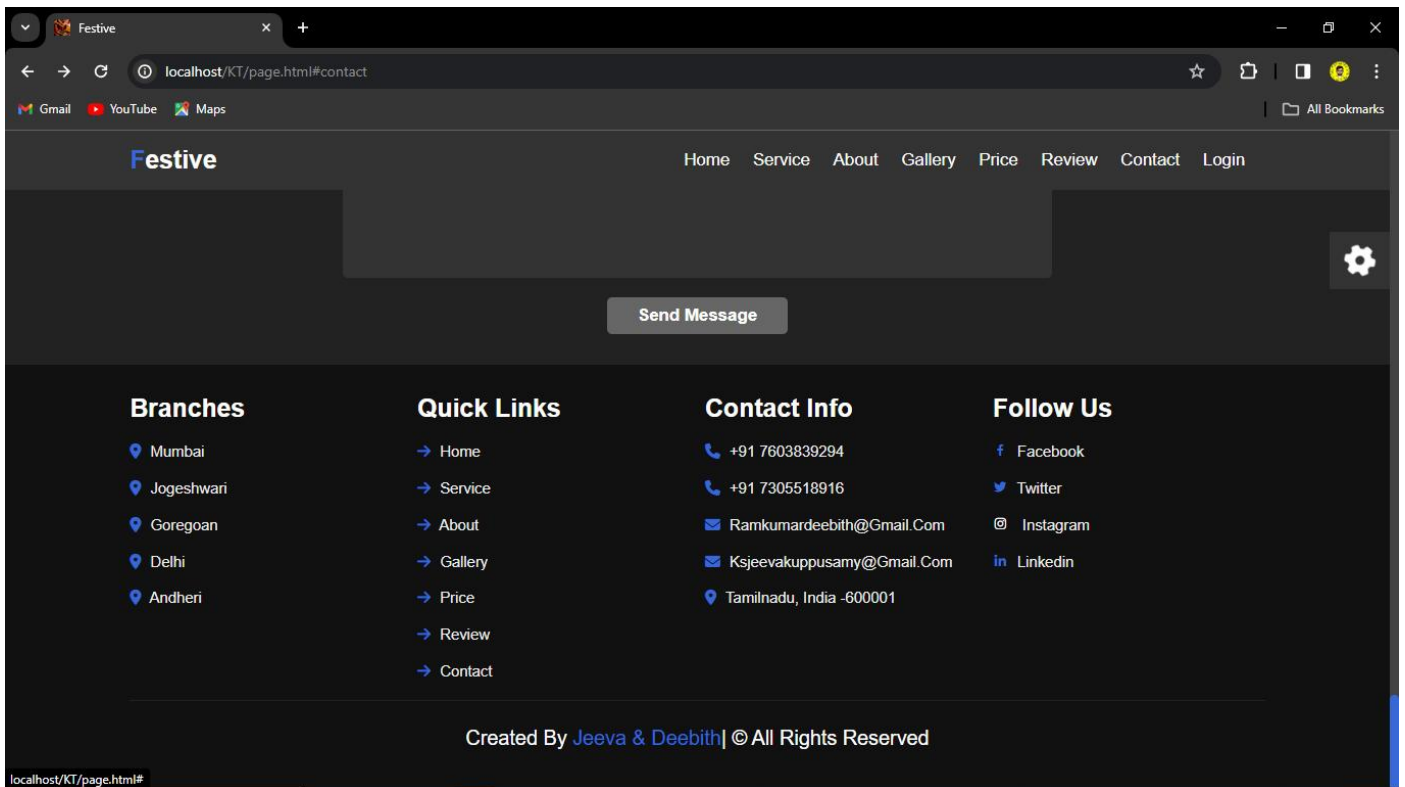 Festive
localhost/KT/page.html#contact
Gmail YouTube Maps All Bookmarks
Festive Home Service About Gallery Price Review Contact Login
Send Message
Branches
Mumbai
Jogeshwari
Goregoan
Delhi
Andheri
Quick Links
Home
Service
About
Gallery
Price
Review
Contact
Contact Info
+91 7603839294
+91 7305518916
Ramkumardeebith@Gmail.Com
Ksjeevakuppusamy@Gmail.Com
Tamilnadu, India -600001
Follow Us
Facebook
Twitter
Instagram
Linkedin
Created By Jeeva & Deebith| © All Rights Reserved
localhost/KT/page.html#